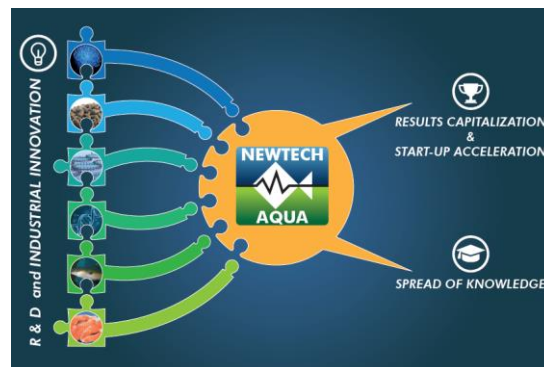 R & D and INDUSTRIAL INNOVATION
NEWTECH
AQUA
RESULTS CAPITALIZATION
&
START-UP ACCELERATION
SPREAD OF KNOWLEDGE